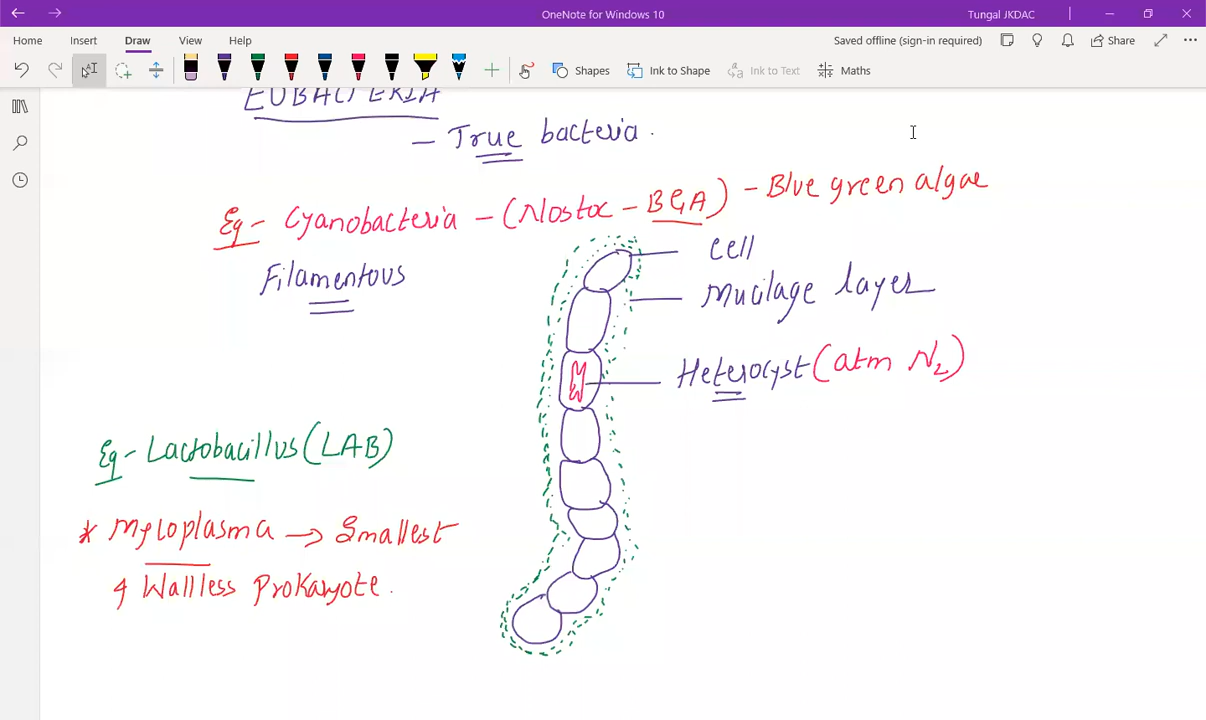 OneNote for Windows 10
Tungal JKDAC
Home Insert Draw View Help
Saved offline (sign-in required)
Share
Shapes
Ink to Shape
Ink to Text
Maths
EUBACTERIA
- True bacteria.
Eg- Cyanobacteria - (Nostoc - BGA) - Blue green algae
Filamentous
Cell
Mucilage layer
Heterocyst (atm N2)
Eg- Lactobacillus (LAB)
* Mycoplasma → Smallest
& Wallless Prokaryote.